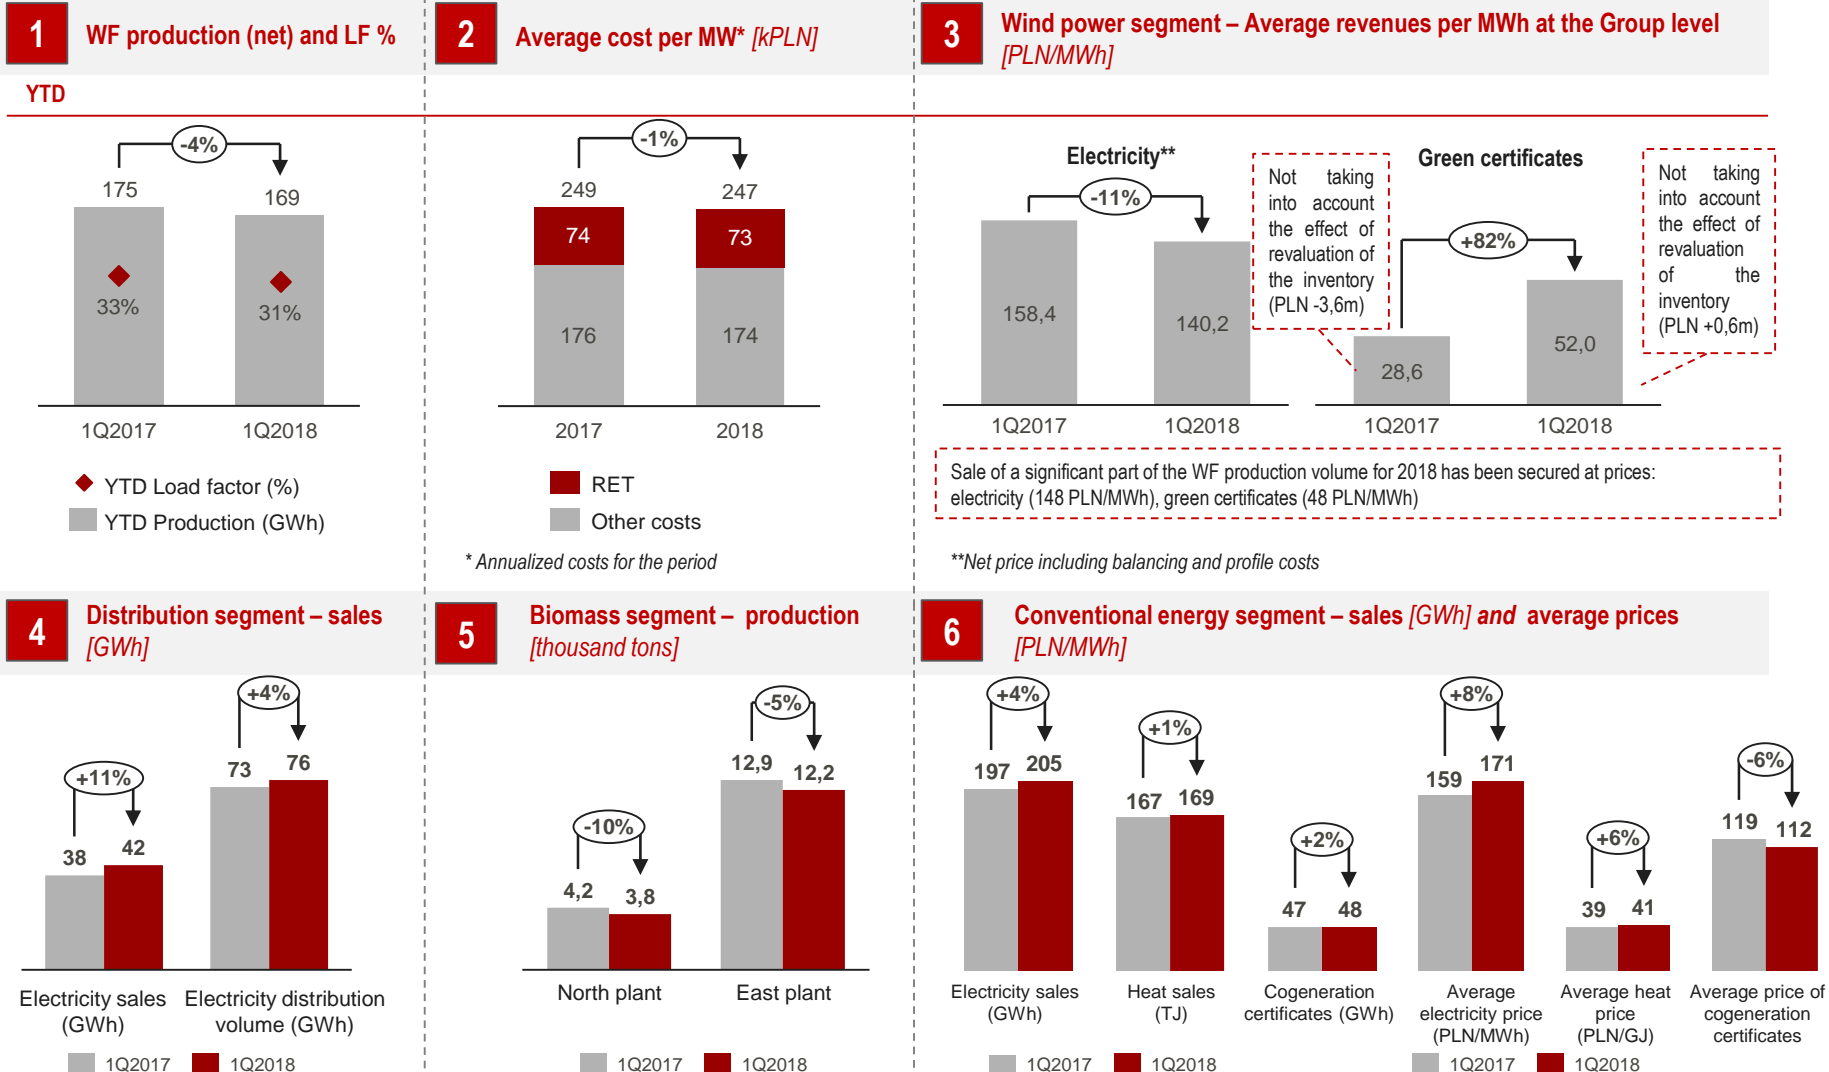 1
WF production (net) and LF %
2
Average cost per MW* [kPLN]
3
Wind power segment – Average revenues per MWh at the Group level
[PLN/MWh]
YTD
-4%
175
169
33%
31%
1Q2017
1Q2018
YTD Load factor (%)
YTD Production (GWh)
-1%
249
247
74
73
176
174
2017
2018
RET
Other costs
* Annualized costs for the period
Electricity**
-11%
158,4
140,2
1Q2017
1Q2018
Not taking
into account
the effect of
revaluation of
the inventory
(PLN -3,6m)
Green certificates
+82%
28,6
52,0
1Q2017
1Q2018
Not taking
into account
the effect of
revaluation
of the
inventory
(PLN +0,6m)
Sale of a significant part of the WF production volume for 2018 has been secured at prices:
electricity (148 PLN/MWh), green certificates (48 PLN/MWh)
**Net price including balancing and profile costs
4
Distribution segment – sales
[GWh]
5
Biomass segment – production
[thousand tons]
6
Conventional energy segment – sales [GWh] and average prices
[PLN/MWh]
+11%
38
42
+4%
73
76
Electricity sales
(GWh)
Electricity distribution
volume (GWh)
1Q2017
1Q2018
-10%
4,2
3,8
-5%
12,9
12,2
North plant
East plant
1Q2017
1Q2018
+4%
197
205
+1%
167
169
+2%
47
48
+8%
159
171
+6%
39
41
-6%
119
112
Electricity sales
(GWh)
Heat sales
(TJ)
Cogeneration
certificates (GWh)
Average
electricity price
(PLN/MWh)
Average heat
price
(PLN/GJ)
Average price of
cogeneration
certificates
1Q2017
1Q2018
1Q2017
1Q2018